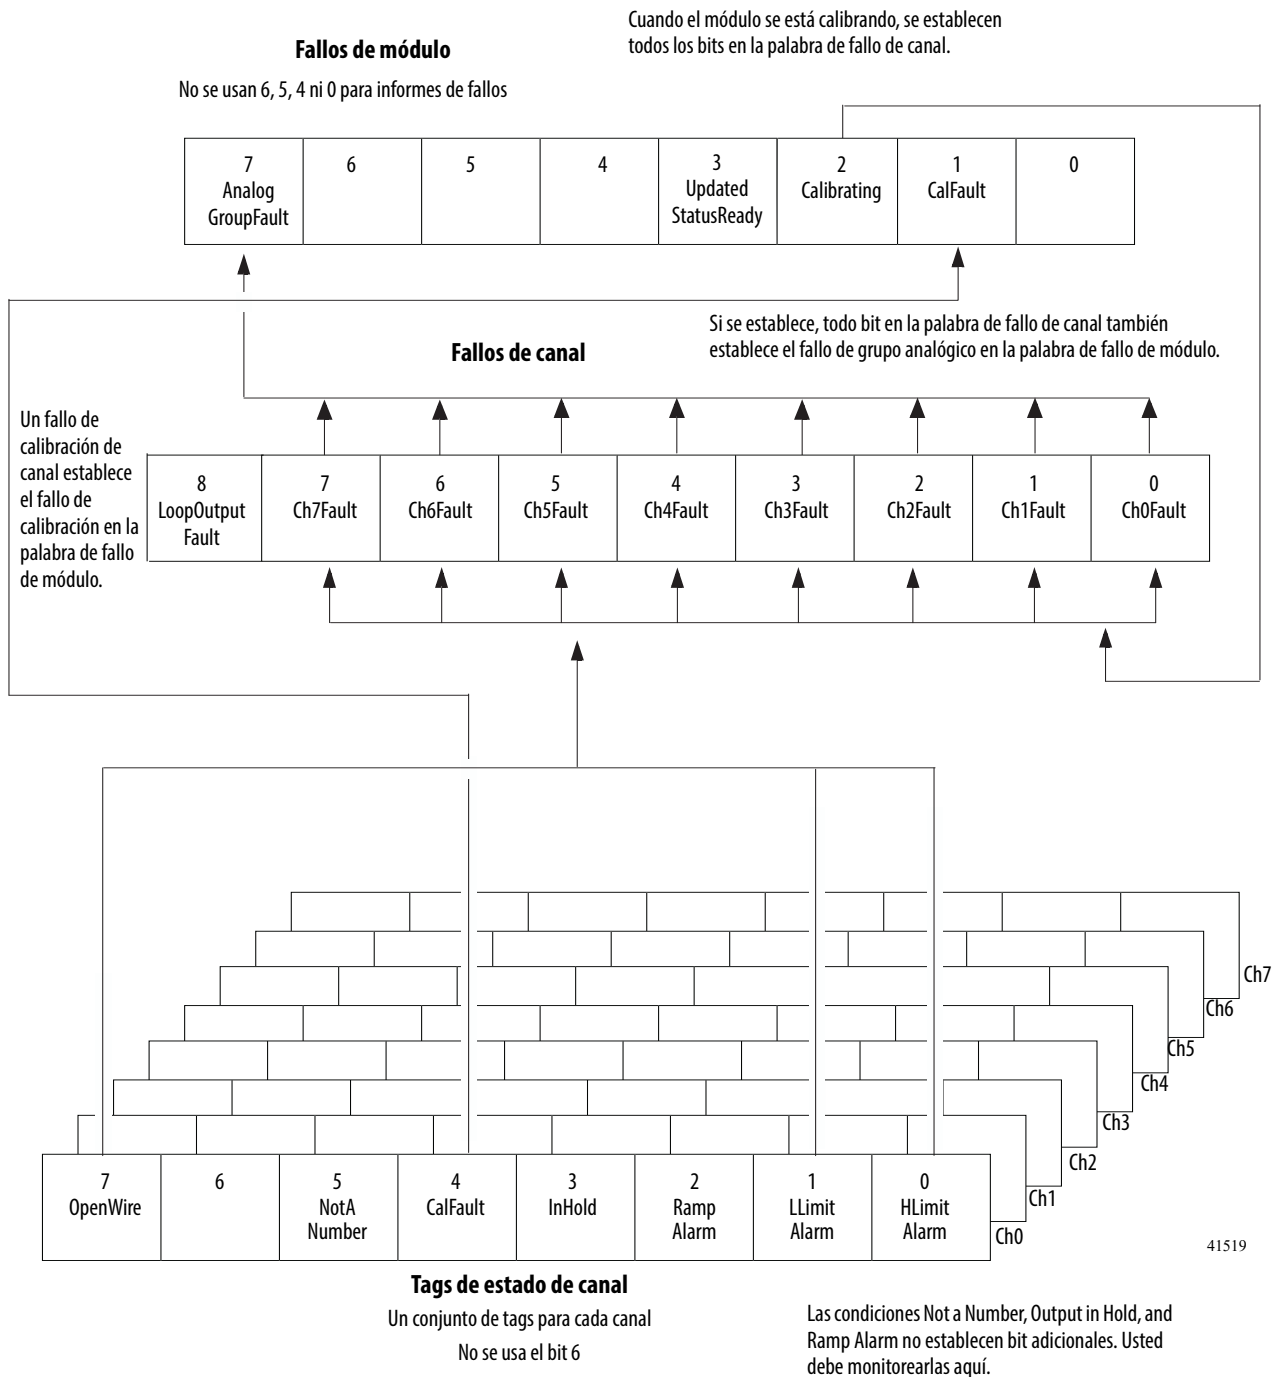 Cuando el módulo se está calibrando, se establecen
todos los bits en la palabra de fallo de canal.
Fallos de módulo
No se usan 6, 5, 4 ni 0 para informes de fallos
7
Analog
GroupFault
6
5
4
3
Updated
StatusReady
2
Calibrating
1
CalFault
0
Si se establece, todo bit en la palabra de fallo de canal también
establece el fallo de grupo analógico en la palabra de fallo de módulo.
Fallos de canal
Un fallo de
calibración de
canal establece
el fallo de
calibración en la
palabra de fallo
de módulo.
8
LoopOutput
Fault
7
Ch7Fault
6
Ch6Fault
5
Ch5Fault
4
Ch4Fault
3
Ch3Fault
2
Ch2Fault
1
Ch1Fault
0
Ch0Fault
Ch7
Ch6
Ch5
Ch4
Ch3
Ch2
Ch1
Ch0
7
OpenWire
6
5
NotA
Number
4
CalFault
3
InHold
2
Ramp
Alarm
1
LLimit
Alarm
0
HLimit
Alarm
41519
Tags de estado de canal
Un conjunto de tags para cada canal
No se usa el bit 6
Las condiciones Not a Number, Output in Hold, and
Ramp Alarm no establecen bit adicionales. Usted
debe monitorearlas aquí.